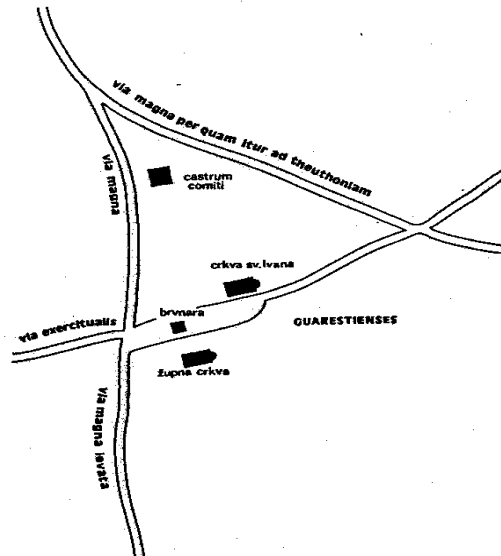 via magna per quam itur ad theuthoniam
via magna
castrum
comiti
crkva sv.Ivana
brvnara
GUARESTIENSES
via exercitualis
župna crkva
via magna levata